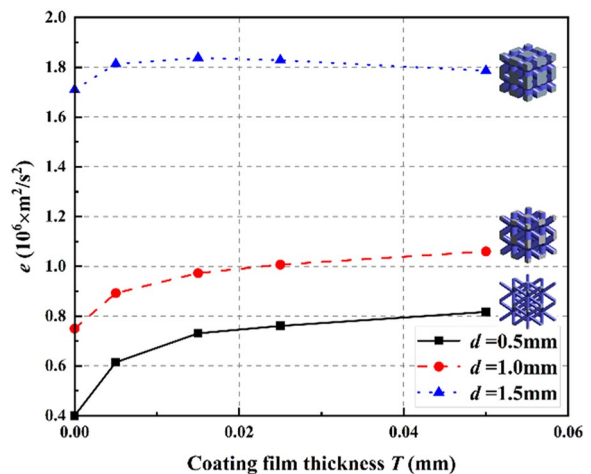 2.0
1.8
1.6
1.4
1.2
1.0
0.8
0.6
0.4
e (10⁶×m²/s²)
d =0.5mm
d =1.0mm
d =1.5mm
0.00
0.02
0.04
0.06
Coating film thickness T (mm)